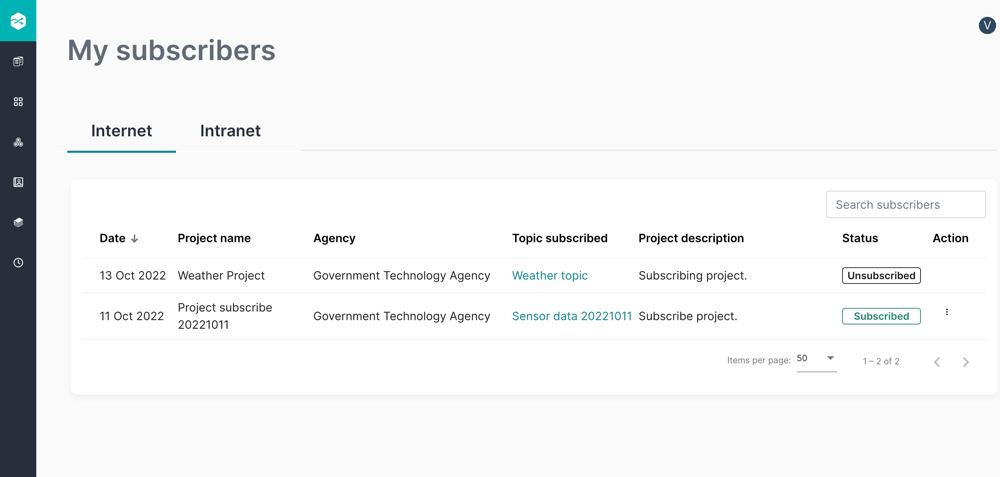 V
My subscribers
Internet Intranet
Search subscribers
Date Project name Agency Topic subscribed Project description Status Action
13 Oct 2022 Weather Project Government Technology Agency Weather topic Subscribing project. Unsubscribed
Project subscribe
11 Oct 2022 20221011 Government Technology Agency Sensor data 20221011 Subscribe project. Subscribed
Items per page: 50 1 – 2 of 2